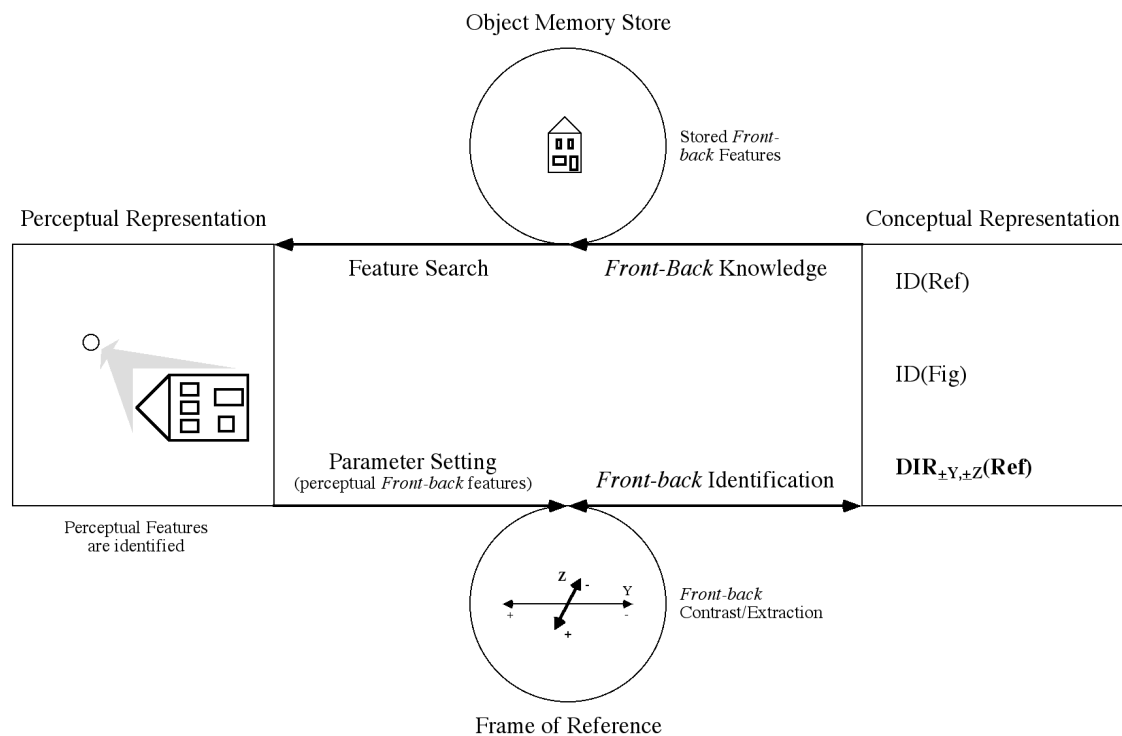 Object Memory Store
Stored Front-
back Features
Perceptual Representation
Conceptual Representation
Feature Search
Front-Back Knowledge
ID(Ref)
ID(Fig)
DIR±Y,±Z(Ref)
Parameter Setting
(perceptual Front-back features)
Front-back Identification
Perceptual Features
are identified
Z
-
Y
+
-
+
Front-back
Contrast/Extraction
Frame of Reference